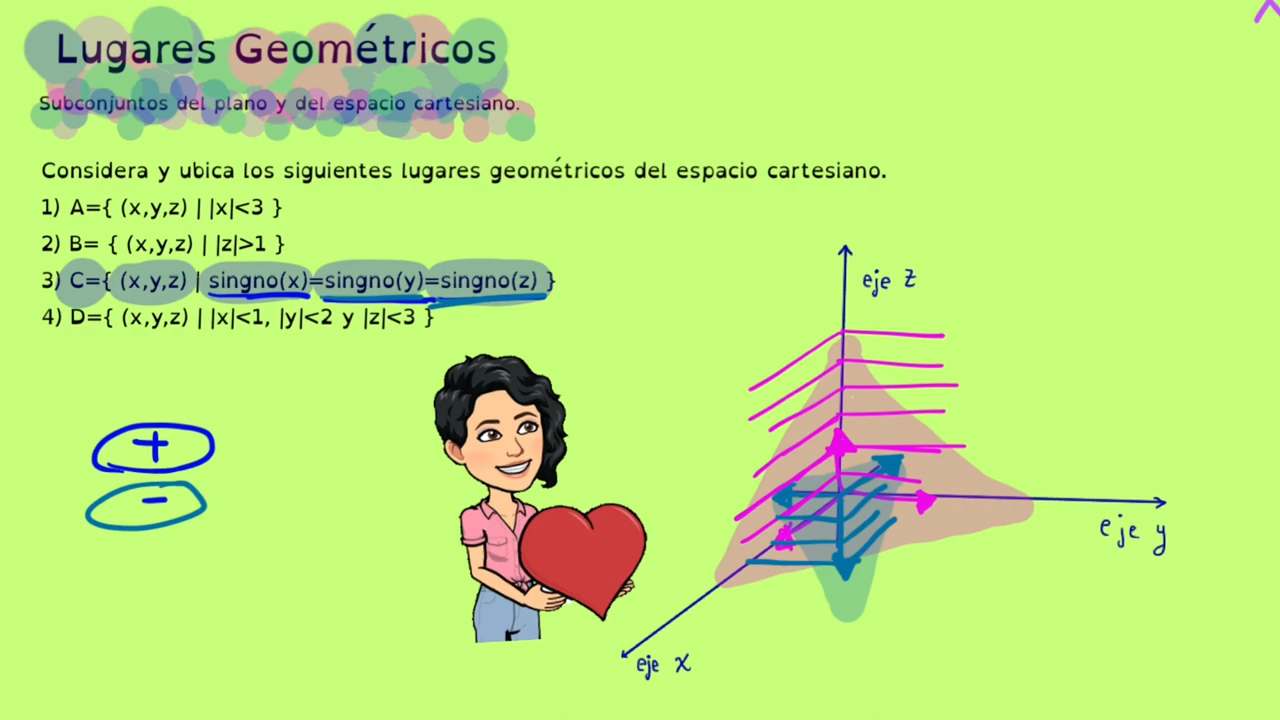 Lugares Geométricos
Subconjuntos del plano y del espacio cartesiano.
Considera y ubica los siguientes lugares geométricos del espacio cartesiano.
1) A={ (x,y,z) | |x|<3 }
2) B= { (x,y,z) | |z|>1 }
3) C={ (x,y,z) | singno(x)=singno(y)=singno(z) }
4) D={ (x,y,z) | |x|<1, |y|<2 y |z|<3 }
eje z
+
-
eje y
eje x